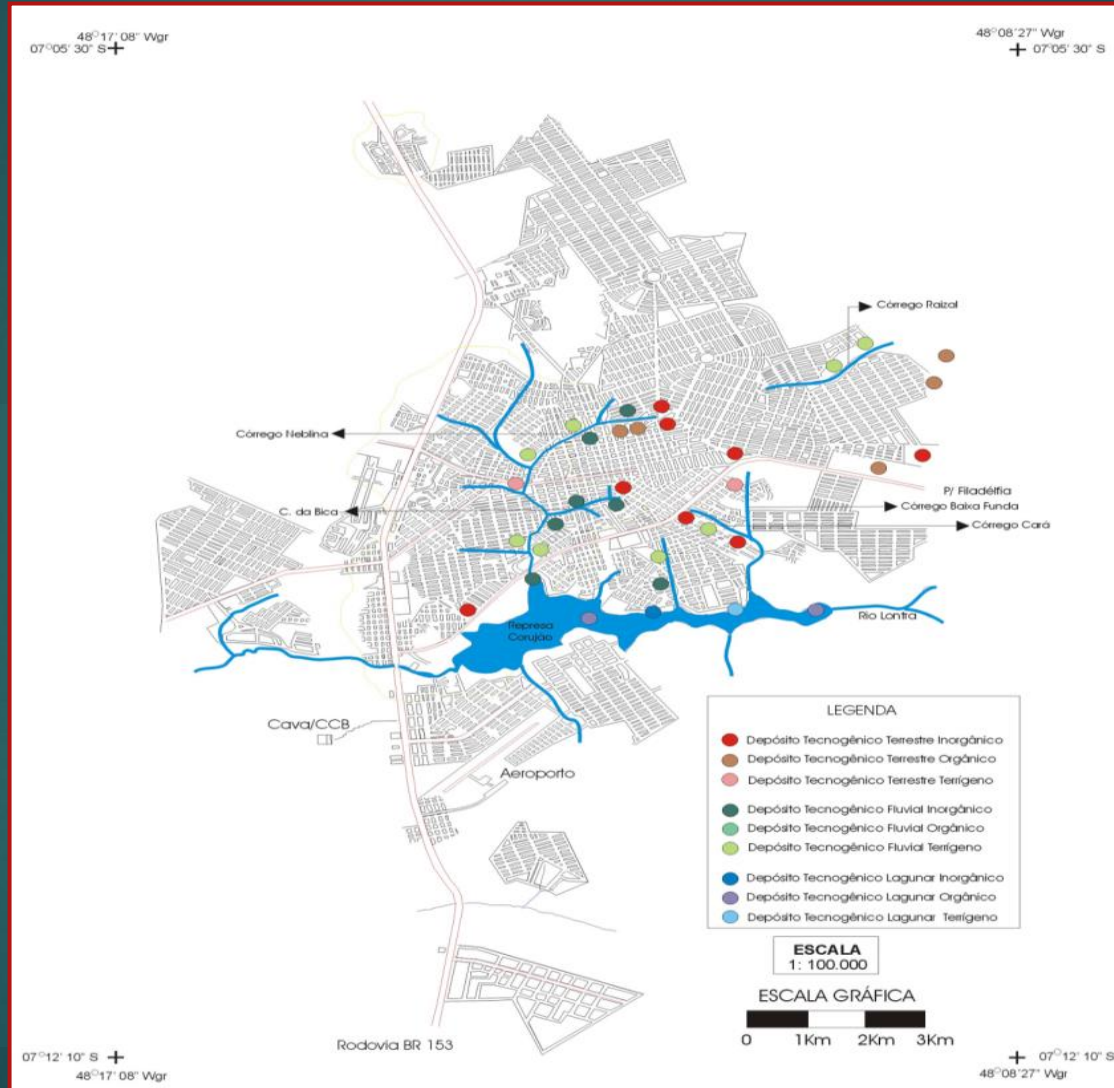 48°17' 08" Wgr
07°05' 30" S
48°08'27" Wgr
07°05' 30" S
Córrego Raizal
Córrego Neblina
P/ Filadélfia
C. da Bica
Córrego Baixa Funda
Córrego Cará
Represa
Corujão
Rio Lontra
Cava/CCB
Aeroporto
LEGENDA
Depósito Tecnogênico Terrestre Inorgânico
Depósito Tecnogênico Terrestre Orgânico
Depósito Tecnogênico Terrestre Terrígeno
Depósito Tecnogênico Fluvial Inorgânico
Depósito Tecnogênico Fluvial Orgânico
Depósito Tecnogênico Fluvial Terrígeno
Depósito Tecnogênico Lagunar Inorgânico
Depósito Tecnogênico Lagunar Orgânico
Depósito Tecnogênico Lagunar Terrígeno
ESCALA
1: 100.000
ESCALA GRÁFICA
0 1Km 2Km 3Km
Rodovia BR 153
07°12' 10" S
48°17' 08" Wgr
07°12' 10" S
48°08'27" Wgr